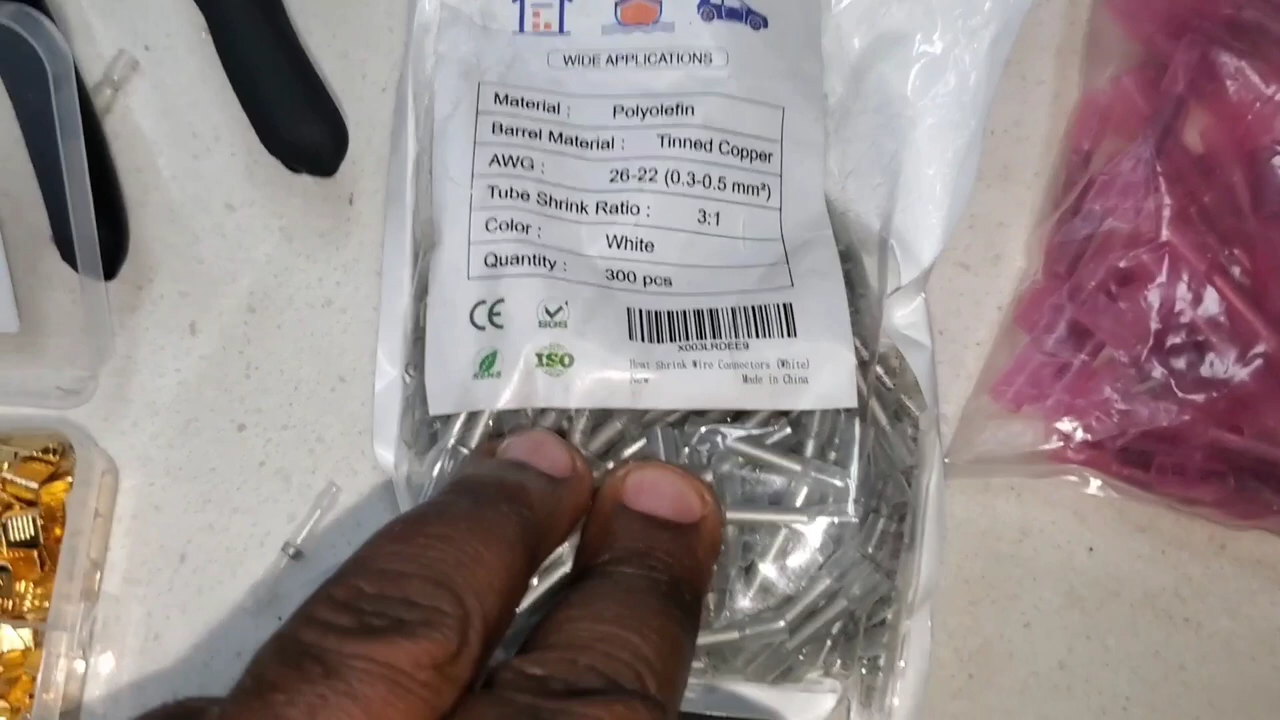 WIDE APPLICATIONS
Material : Polyolefin
Barrel Material : Tinned Copper
AWG : 26-22 (0.3-0.5 mm²)
Tube Shrink Ratio : 3:1
Color : White
Quantity : 300 pcs
CE SGS
ISO
X003LRDEE9
Heat Shrink Wire Connectors (White)
New Made in China